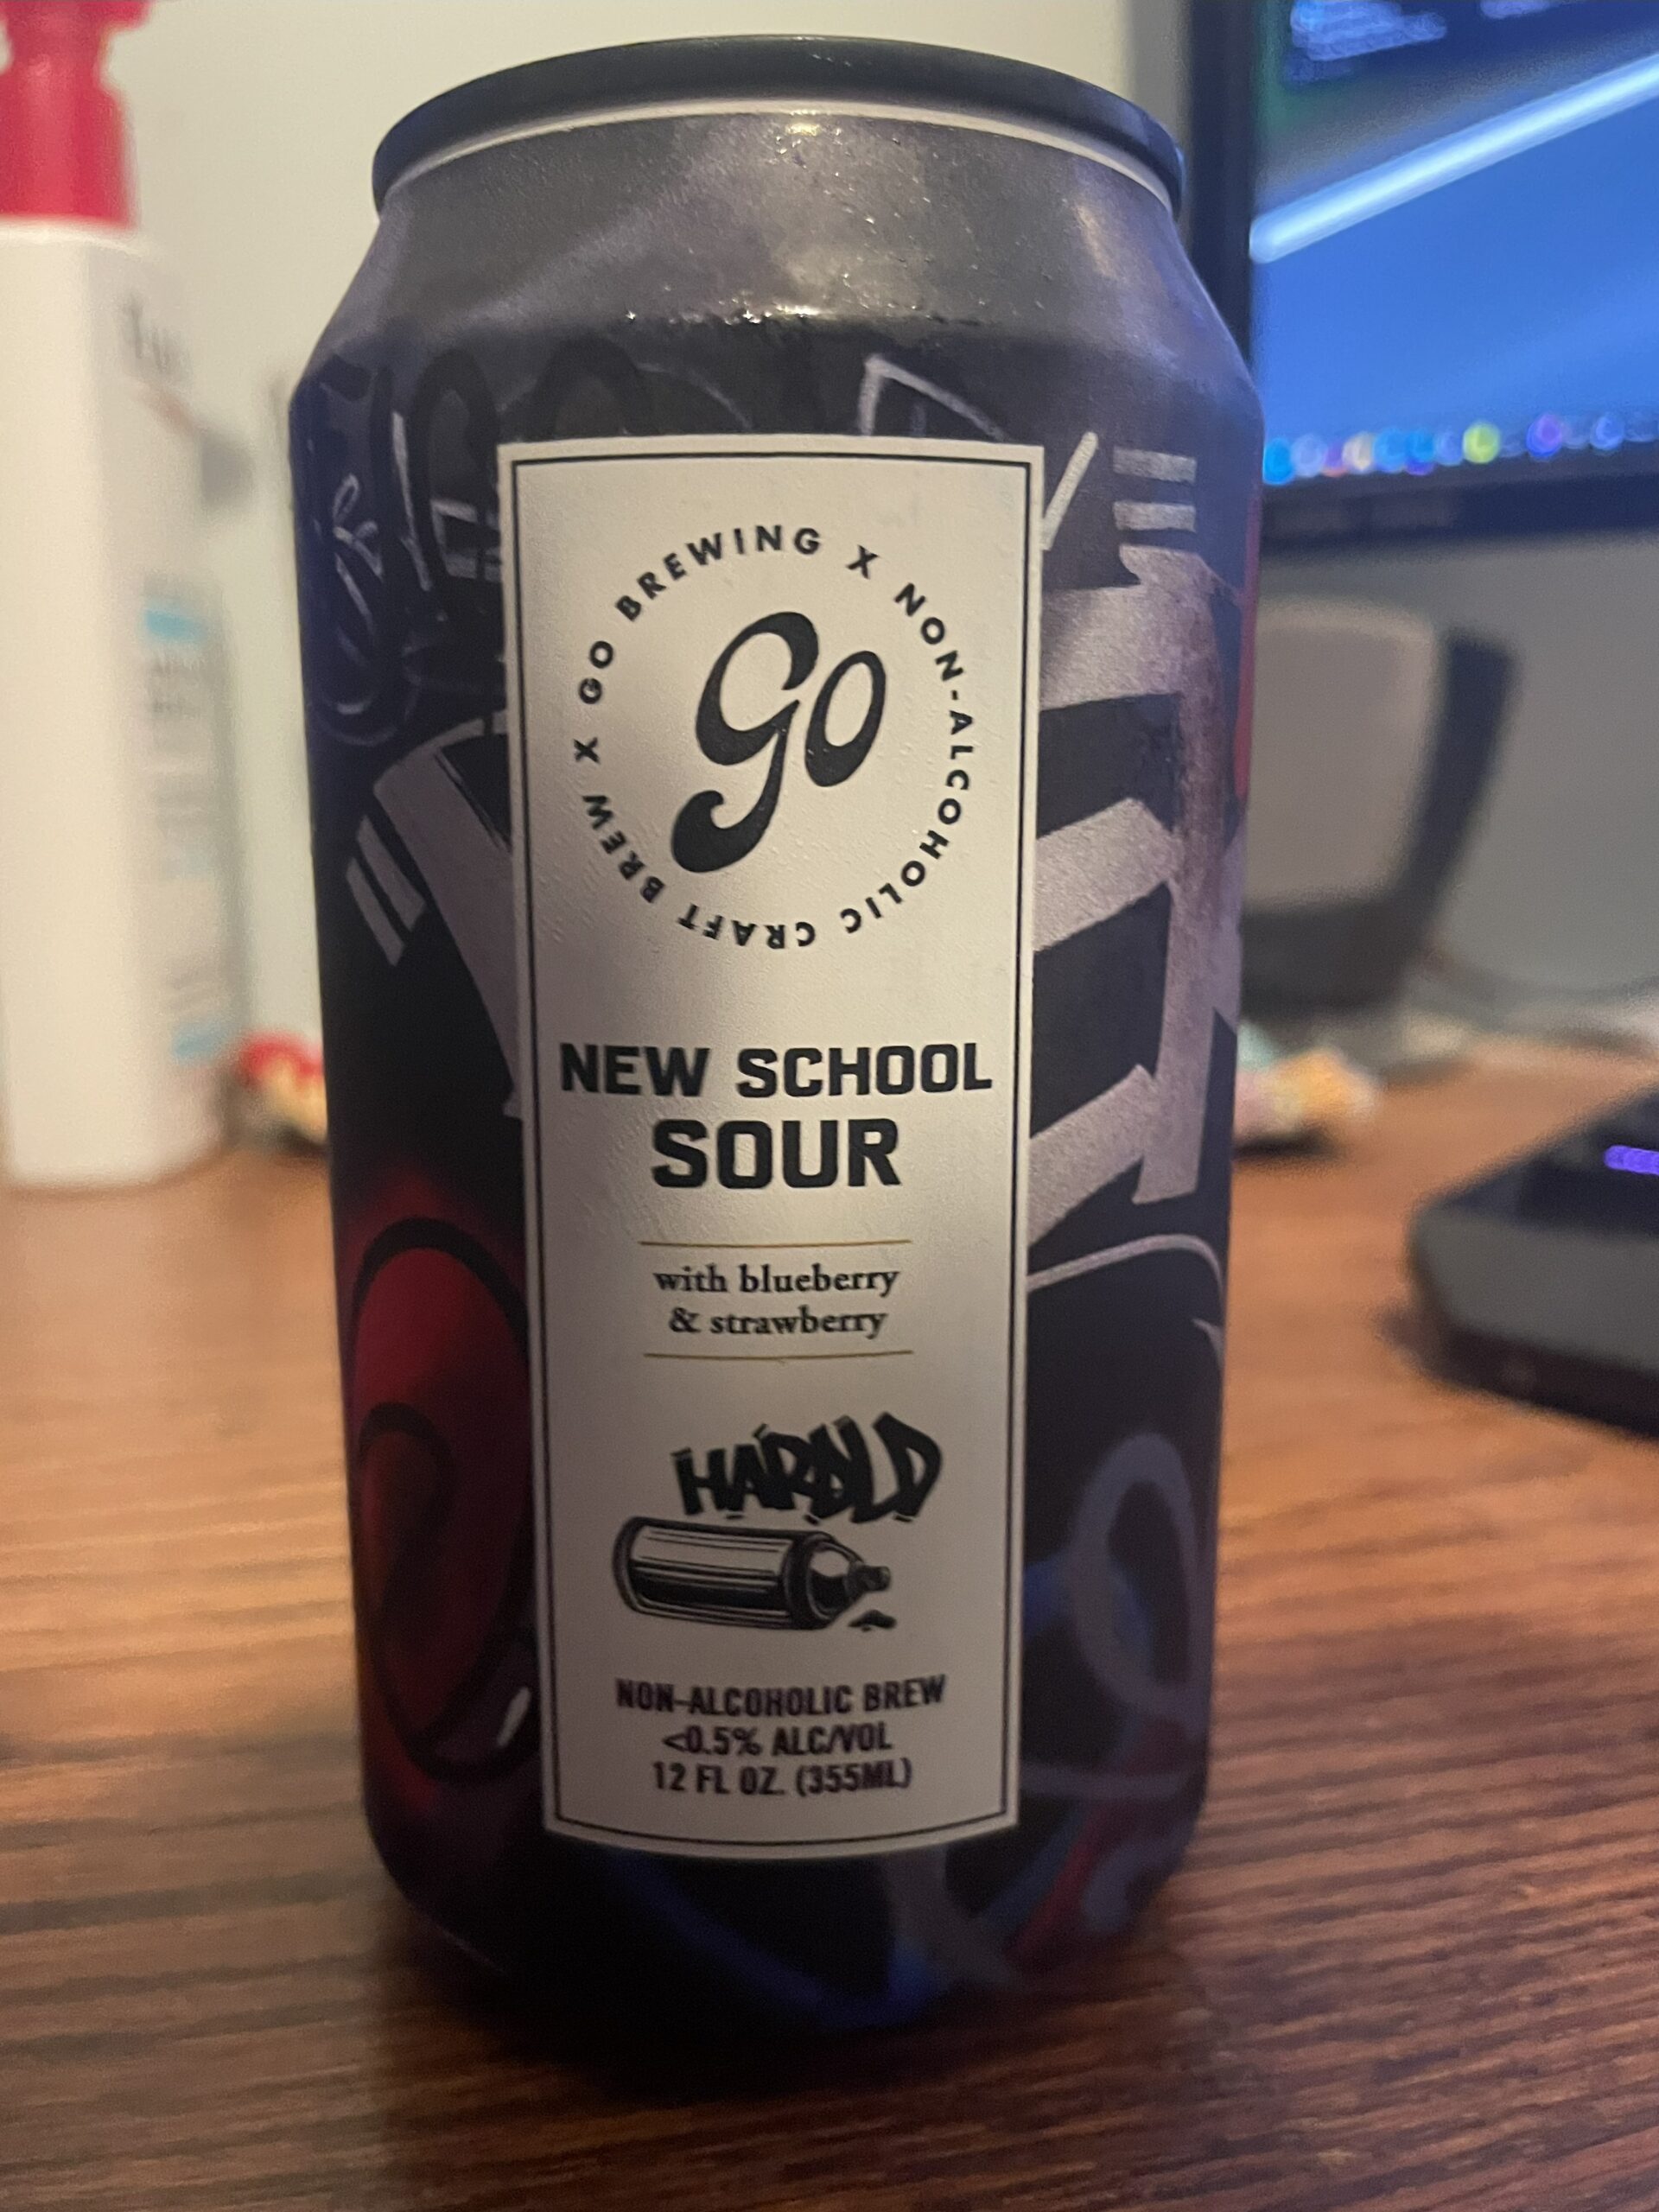 GO BREWING X NON-ALCOHOLIC CRAFT BREW X
go
NEW SCHOOL
SOUR
with blueberry
& strawberry
HAROLD
NON-ALCOHOLIC BREW
<0.5% ALC/VOL
12 FL OZ. (355ML)